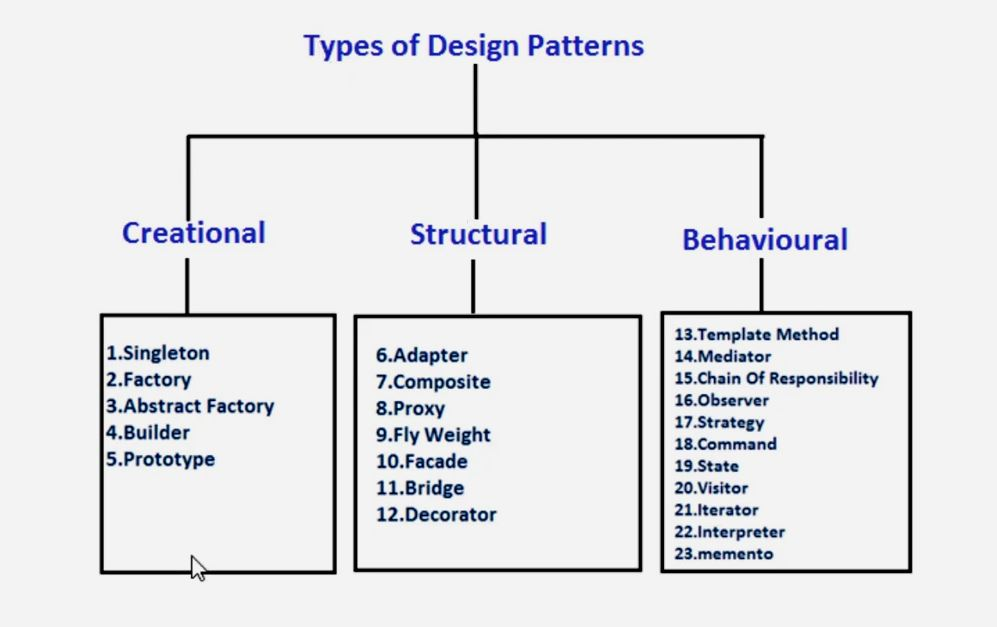 Types of Design Patterns
Creational
Structural
Behavioural
1.Singleton
2.Factory
3.Abstract Factory
4.Builder
5.Prototype
6.Adapter
7.Composite
8.Proxy
9.Fly Weight
10.Facade
11.Bridge
12.Decorator
13.Template Method
14.Mediator
15.Chain Of Responsibility
16.Observer
17.Strategy
18.Command
19.State
20.Visitor
21.Iterator
22.Interpreter
23.memento